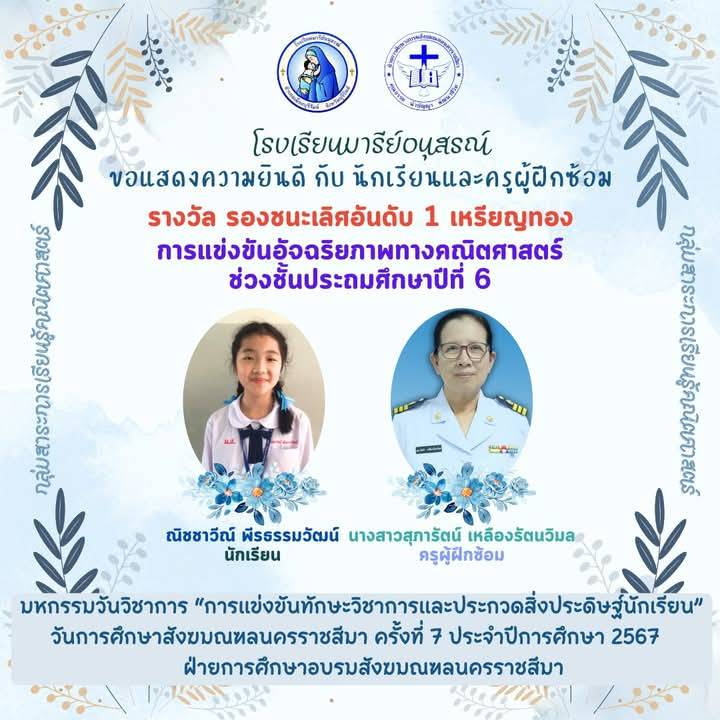 โรงเรียนมารีย์อนุสรณ์
ขอแสดงความยินดี กับ นักเรียนและครูผู้ฝึกซ้อม
รางวัล รองชนะเลิศอันดับ 1 เหรียญทอง
การแข่งขันอัจฉริยภาพทางคณิตศาสตร์
ช่วงชั้นประถมศึกษาปีที่ 6
กลุ่มสาระการเรียนรู้คณิตศาสตร์
กลุ่มสาระการเรียนรู้คณิตศาสตร์
ม.ส.
ณิชชาวีณ์ พีรธรรมวัฒน์
นักเรียน
นางสาวสุภารัตน์ เหลืองรัตนวิมล
ครูผู้ฝึกซ้อม
มหกรรมวันวิชาการ “การแข่งขันทักษะวิชาการและประกวดสิ่งประดิษฐ์นักเรียน”
วันการศึกษาสังฆมณฑลนครราชสีมา ครั้งที่ 7 ประจำปีการศึกษา 2567
ฝ่ายการศึกษาอบรมสังฆมณฑลนครราชสีมา